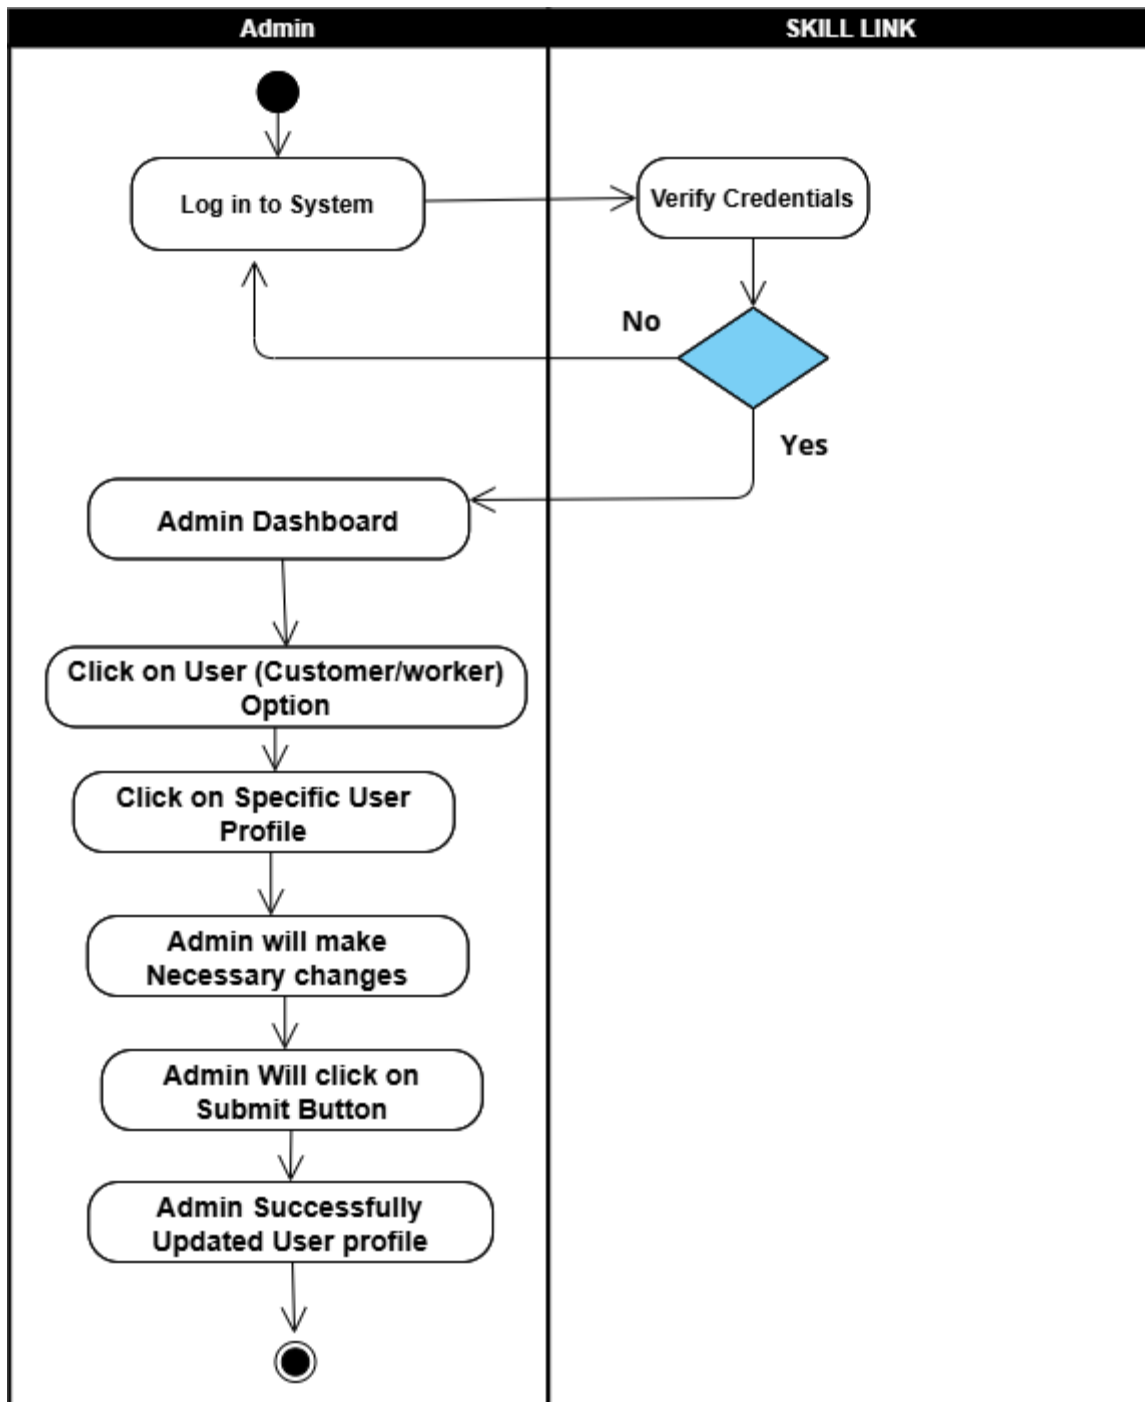 Admin
SKILL LINK
Log in to System
Verify Credentials
No
Yes
Admin Dashboard
Click on User (Customer/worker)
Option
Click on Specific User
Profile
Admin will make
Necessary changes
Admin Will click on
Submit Button
Admin Successfully
Updated User profile